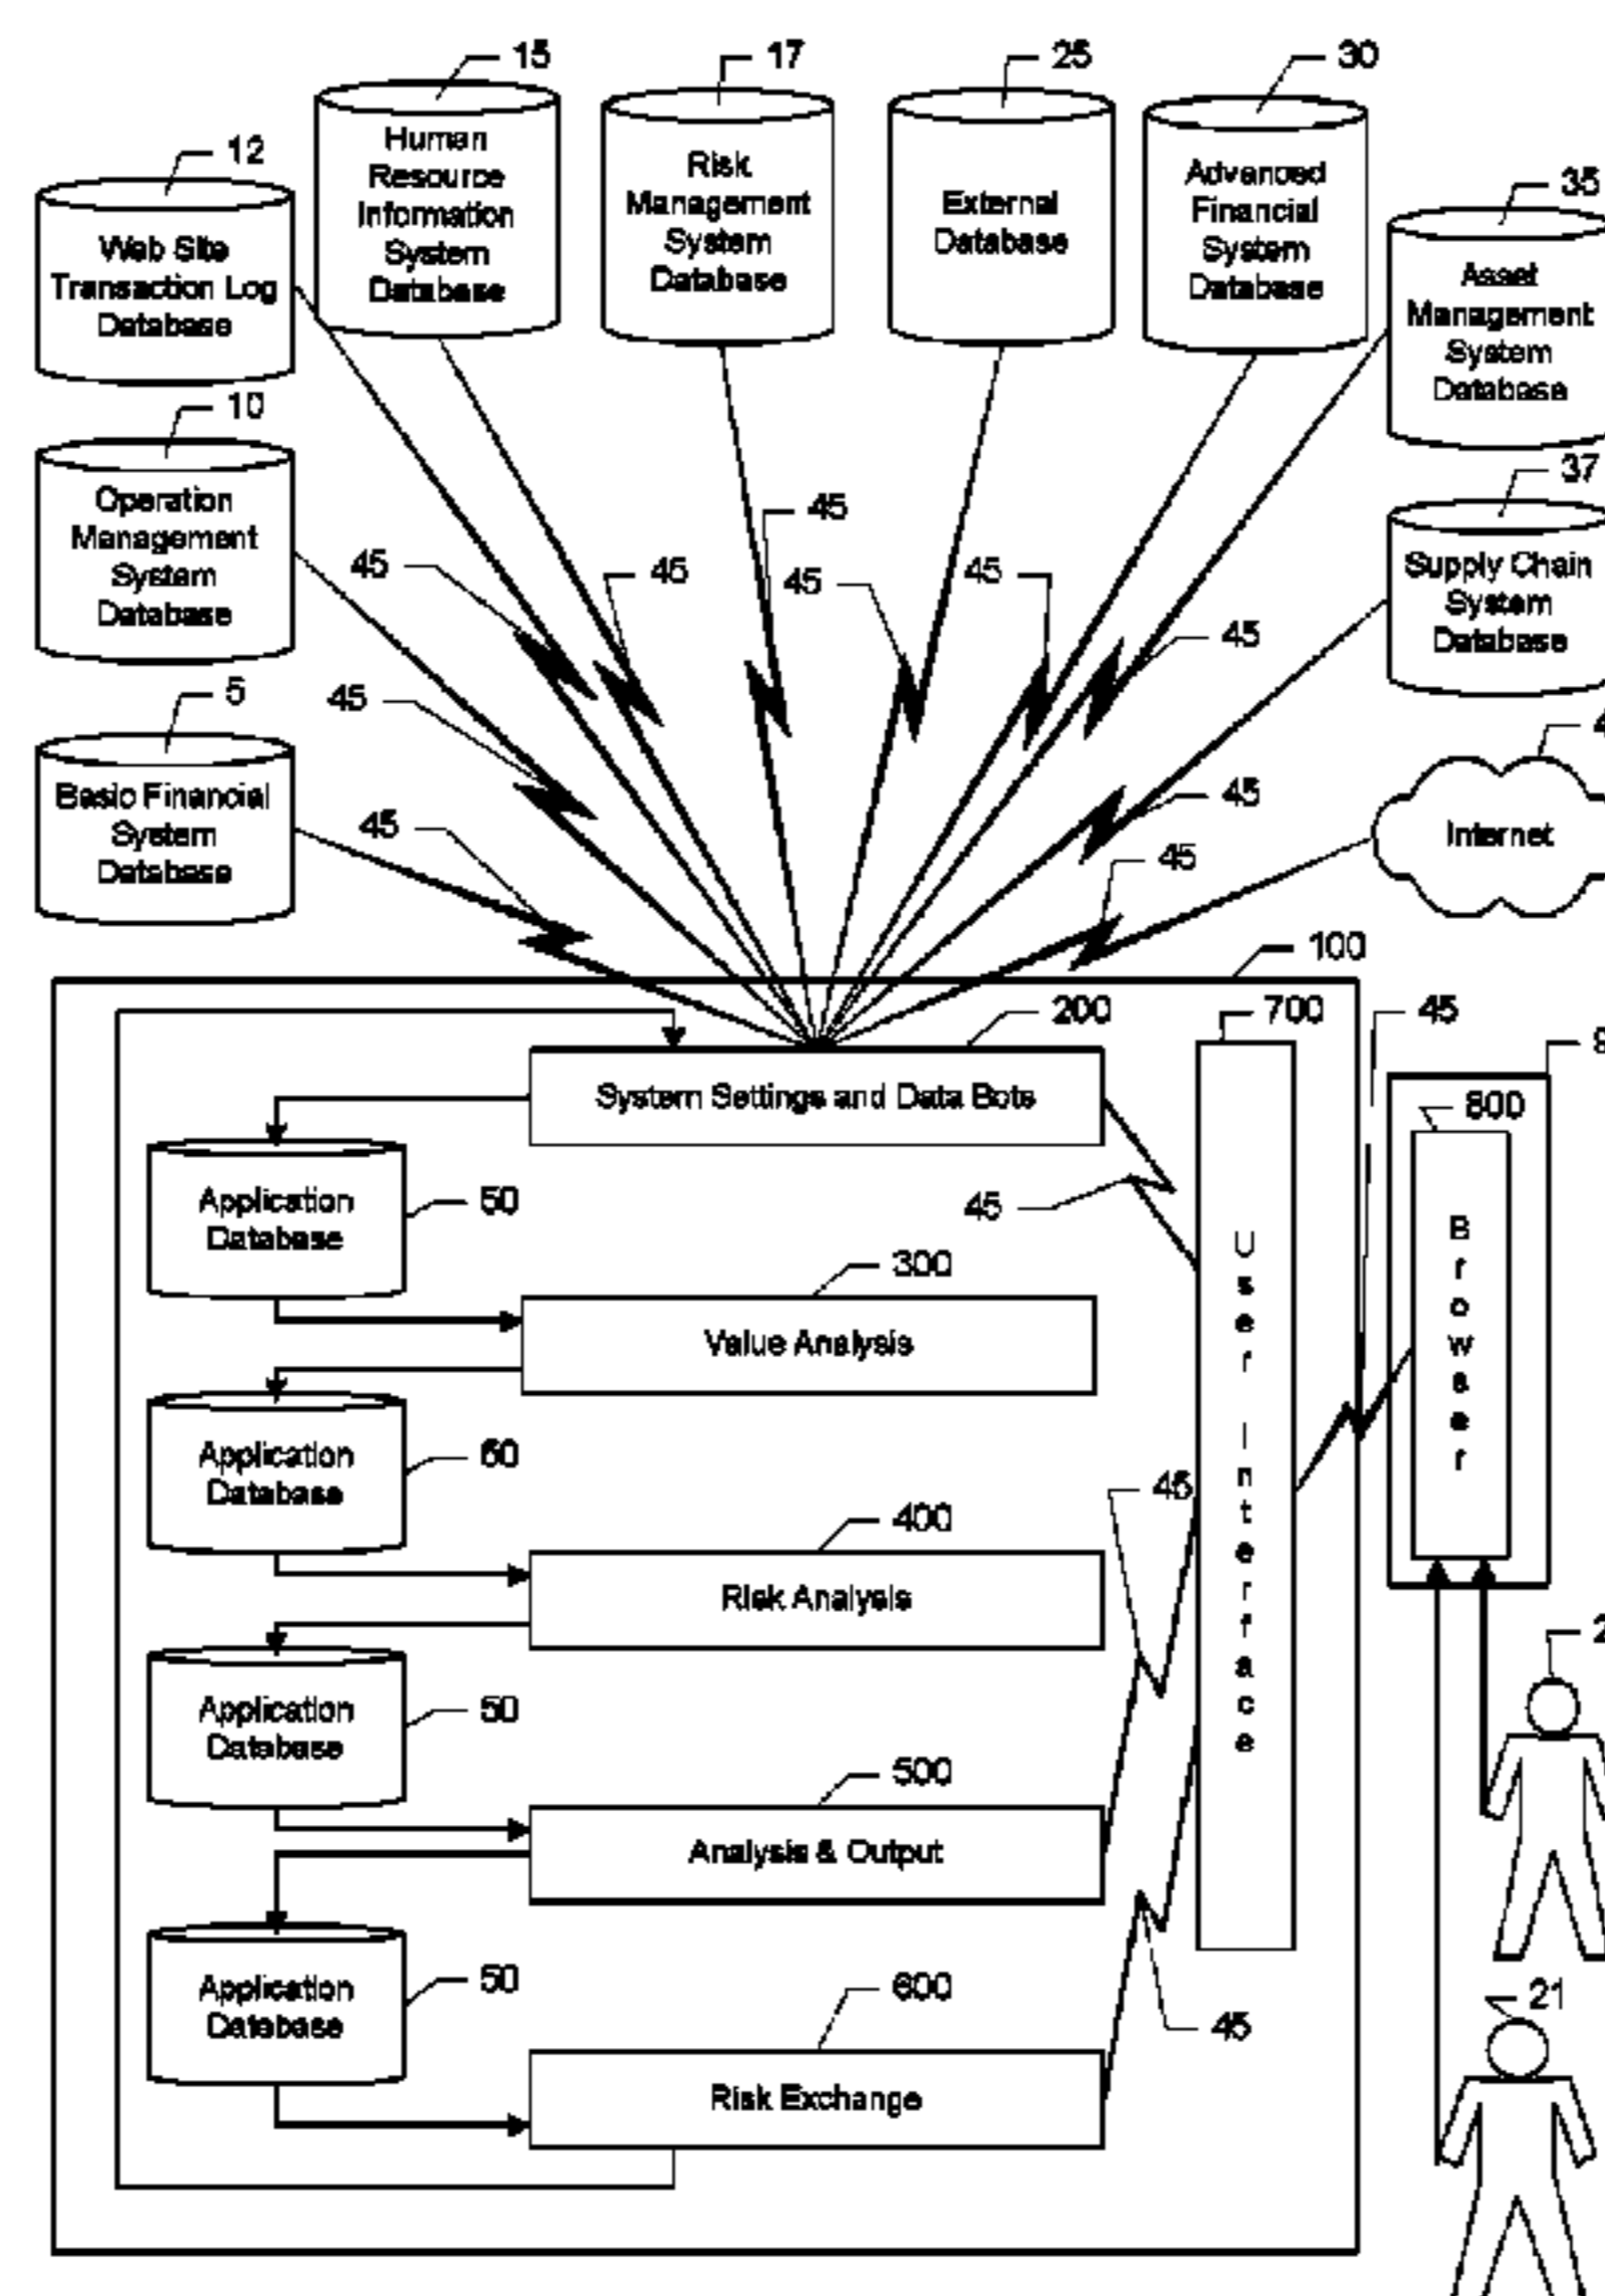 15
17
25
30
12
35
Human
Resource
Information
System
Database
Risk
Management
System
Database
External
Database
Advanced
Financial
System
Database
Web Site
Transaction Log
Database
Asset
Management
System
Database
10
37
Operation
Management
System
Database
45
45
45
45
45
45
Supply Chain
System
Database
5
45
Basic Financial
System
Database
45
45
45
Internet
100
200
700
45
System Settings and Data Bots
800
Application
Database
50
45
User Interface
Browser
300
Value Analysis
Application
Database
50
45
400
Risk Analysis
Application
Database
50
500
Analysis & Output
Application
Database
50
600
45
21
Risk Exchange